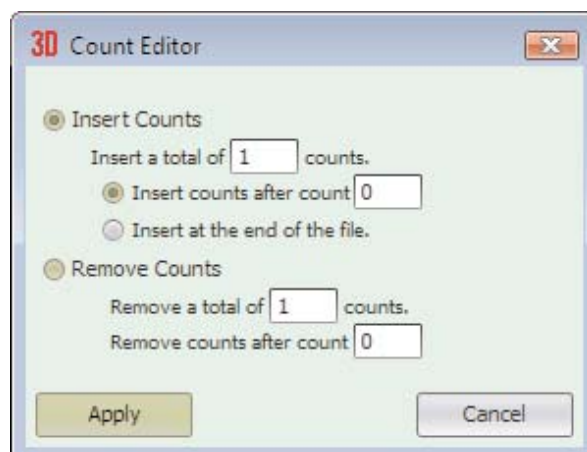 3D Count Editor
Insert Counts
Insert a total of 1 counts.
Insert counts after count 0
Insert at the end of the file.
Remove Counts
Remove a total of 1 counts.
Remove counts after count 0
Apply Cancel